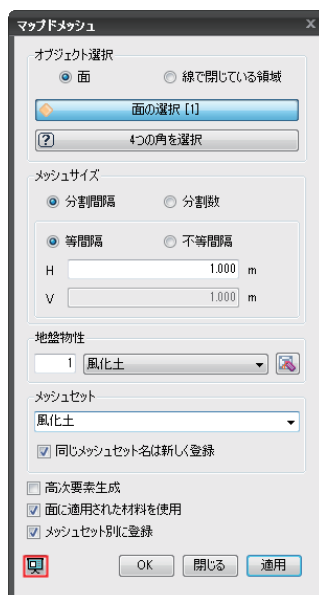 マップドメッシュ x
オブジェクト選択
面 線で閉じている領域
面の選択 [1]
? 4つの角を選択
メッシュサイズ
分割間隔 分割数
等間隔 不等間隔
H 1.000 m
V 1.000 m
地盤物性
1 風化土
メッシュセット
風化土
同じメッシュセット名は新しく登録
高次要素生成
面に適用された材料を使用
メッシュセット別に登録
OK 閉じる 適用